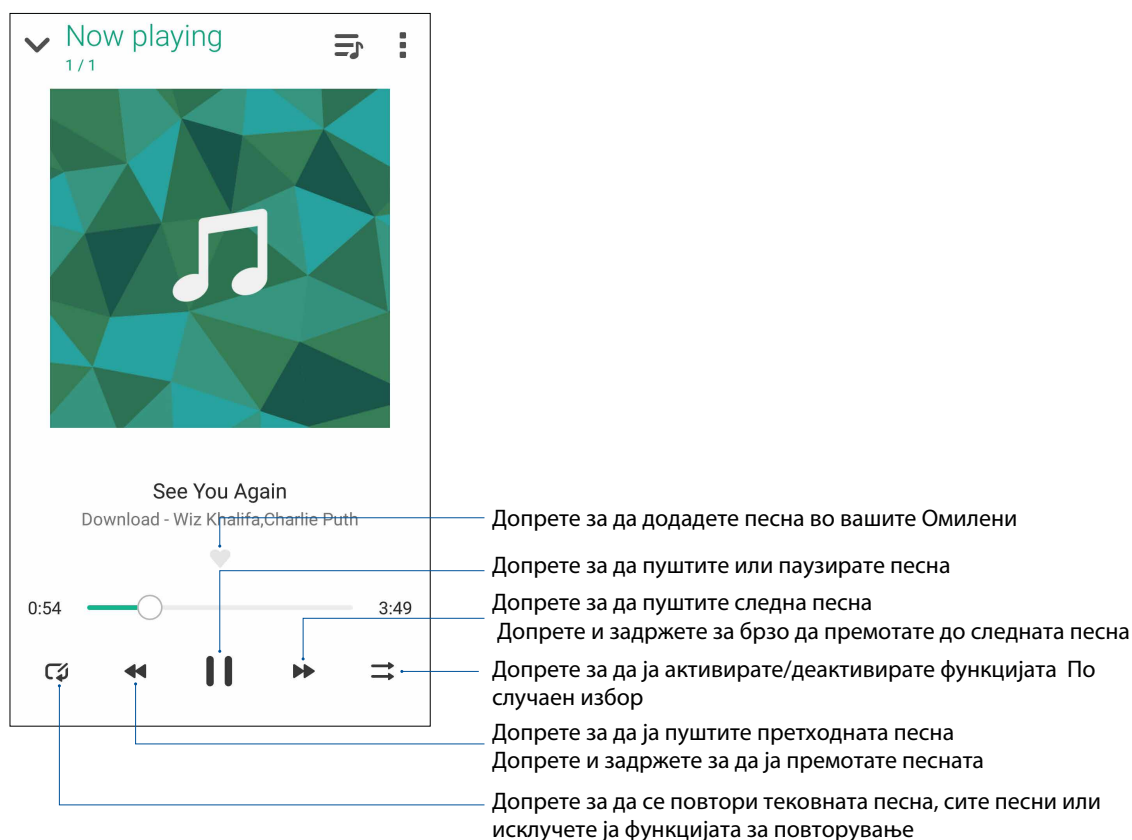 Now playing
1 / 1
See You Again
Download - Wiz Khalifa,Charlie Puth
0:54
3:49
Допрете за да додадете песна во вашите Омилени
Допрете за да пуштите или паузирате песна
Допрете за да пуштите следна песна
Допрете и задржете за брзо да премотате до следната песна
Допрете за да ја активирате/деактивирате функцијата По
случаен избор
Допрете за да ја пуштите претходната песна
Допрете и задржете за да ја премотате песната
Допрете за да се повтори тековната песна, сите песни или
исклучете ја функцијата за повторување